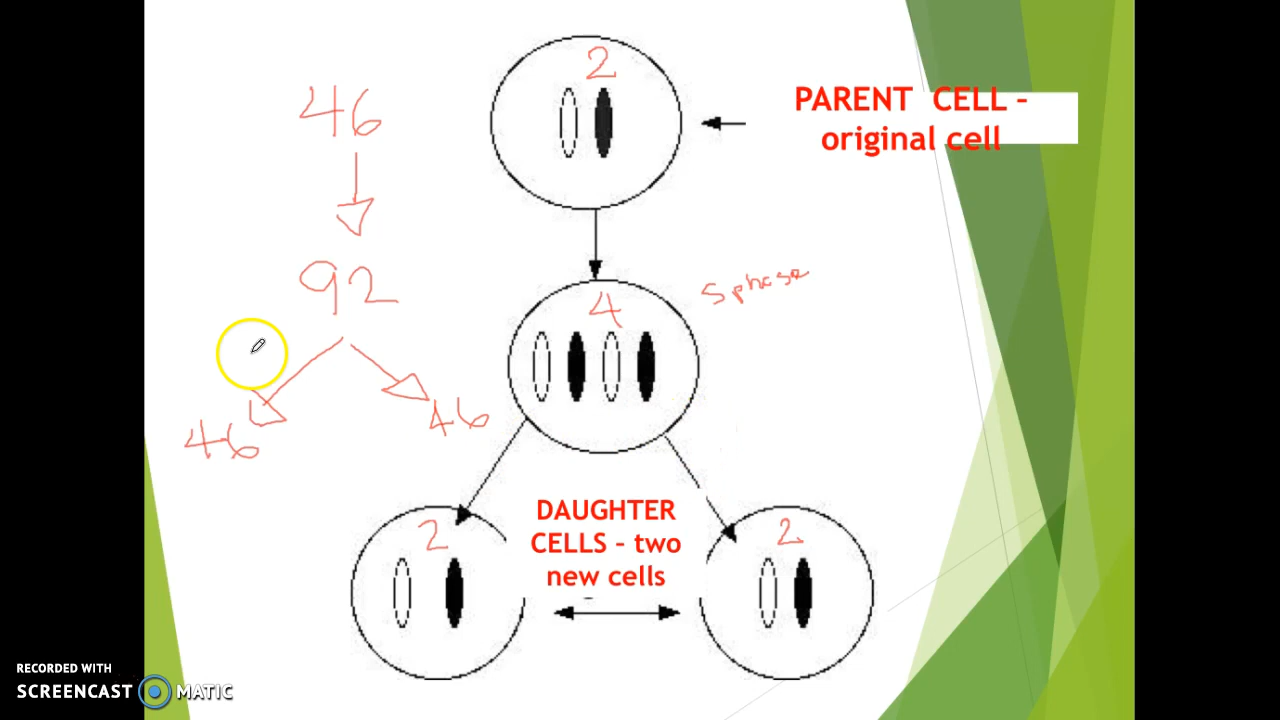 2
46
PARENT CELL –
original cell
92
4
S phase
46
46
DAUGHTER
CELLS – two
new cells
2
2
RECORDED WITH
SCREENCAST MATIC